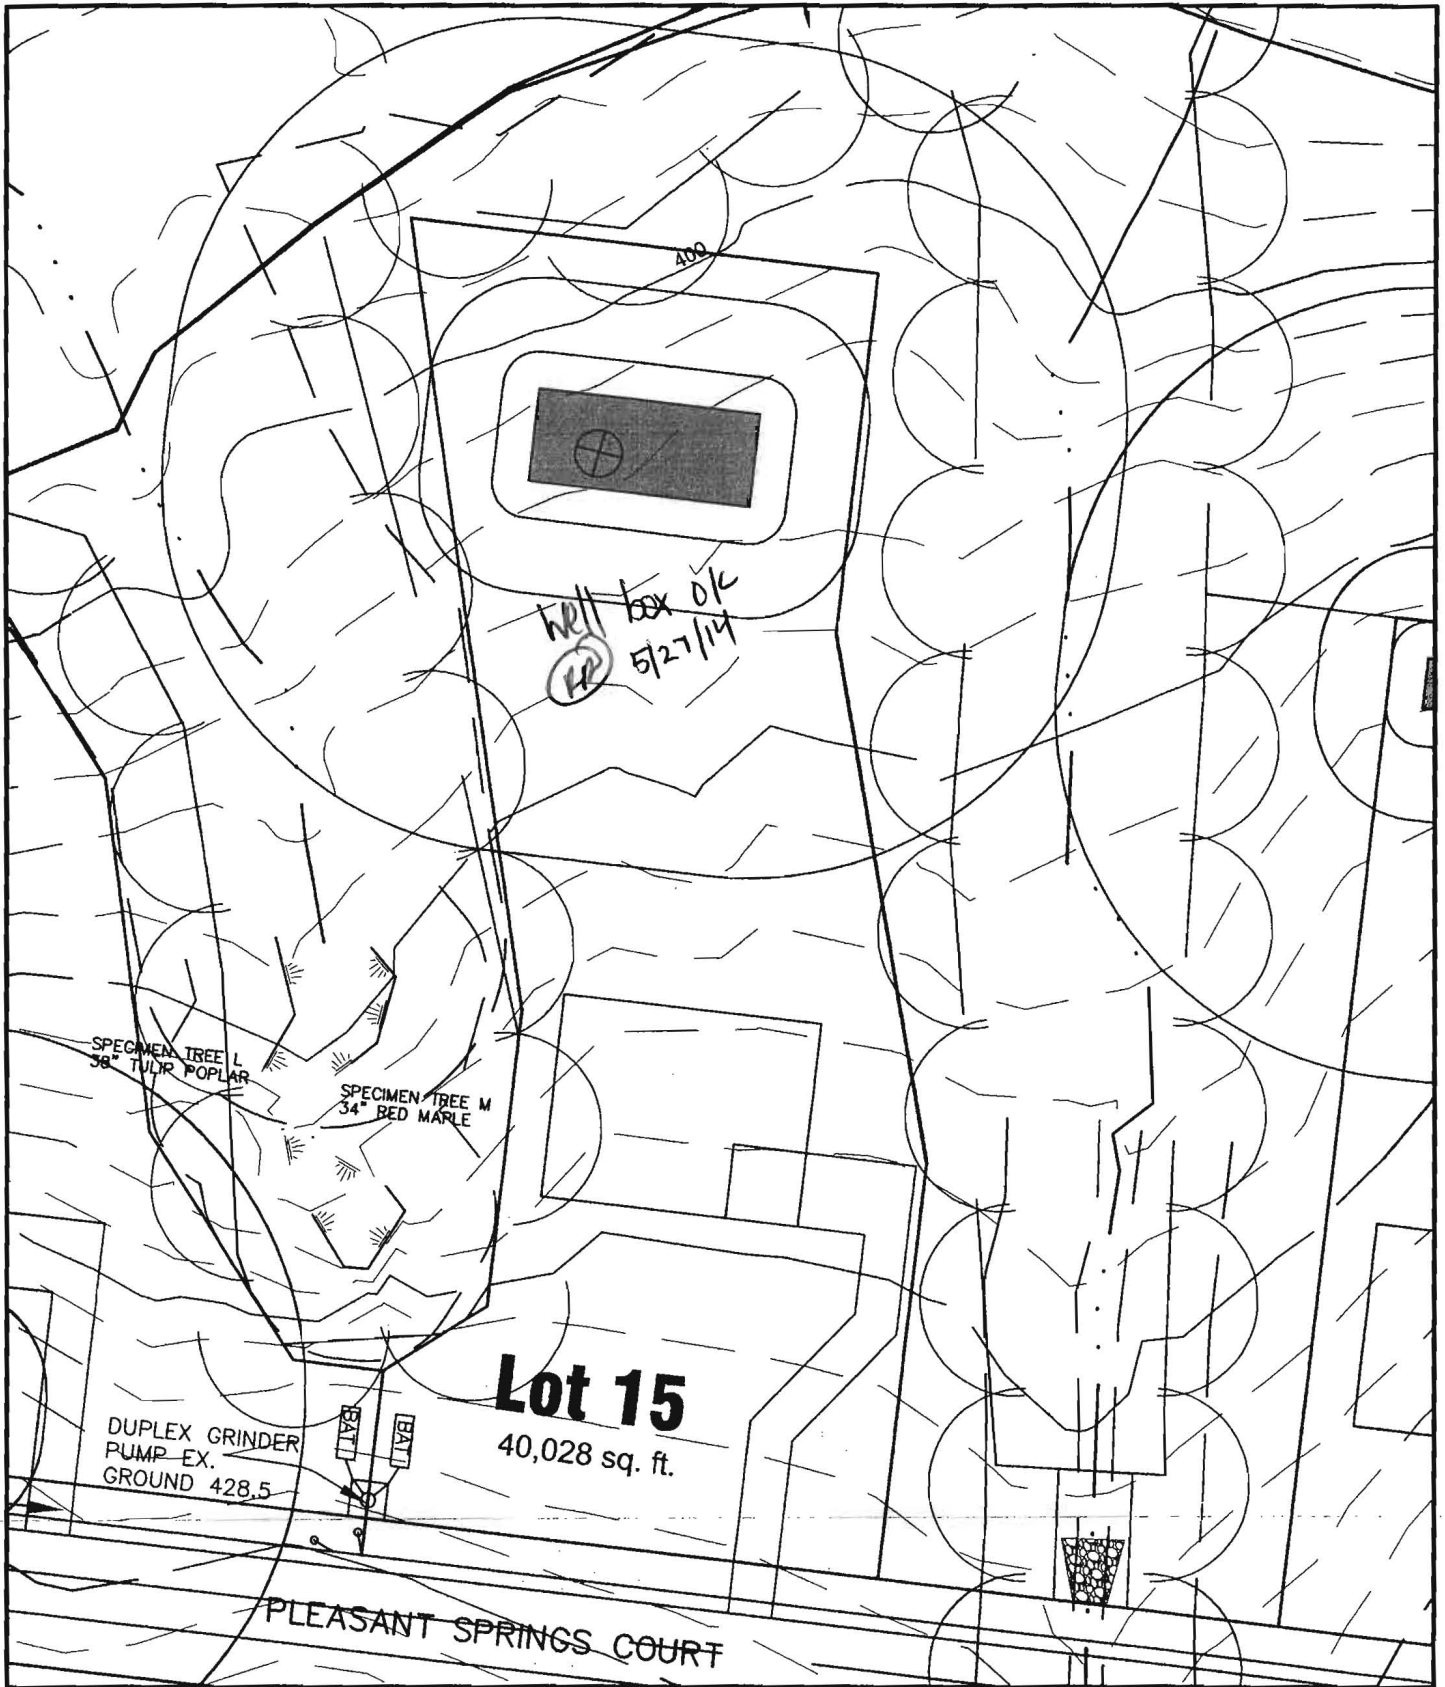 400
Well box o/k
RR 5/27/14
SPECIMEN TREE L
38" TULIP POPLAR
SPECIMEN TREE M
34" RED MAPLE
Lot 15
40,028 sq. ft.
BAT
BAT
DUPLEX GRINDER
PUMP EX.
GROUND 428.5
PLEASANT SPRINGS COURT